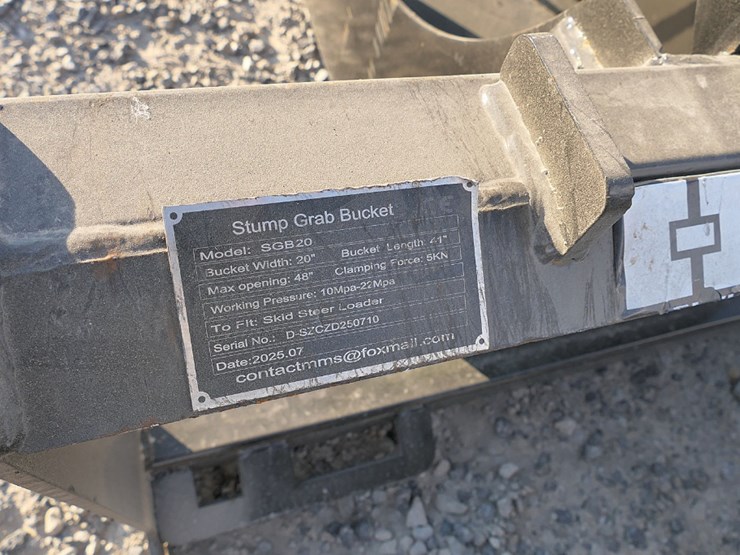 Stump Grab Bucket
Model: SGB20
Bucket Width: 20" Bucket Length: 41"
Max opening: 48" Clamping Force: 5KN
Working Pressure: 10Mpa-22Mpa
To Fit: Skid Steer Loader
Serial No.: D-SZCZD250710
Date:2025.07
contactmms@foxmail.com